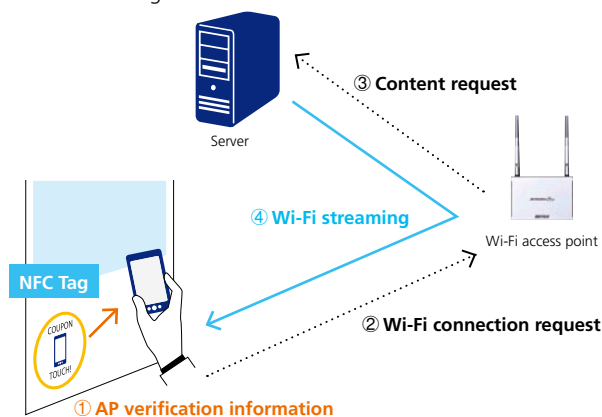 ③ Content request
Server
④ Wi-Fi streaming
Wi-Fi access point
NFC Tag
COUPON
TOUCH!
② Wi-Fi connection request
① AP verification information